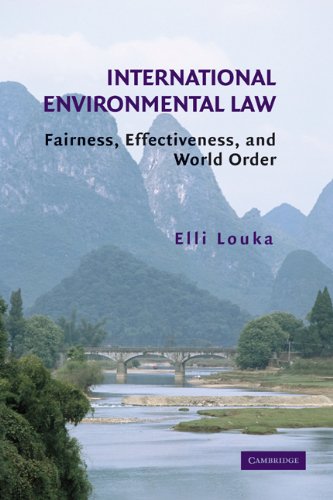 INTERNATIONAL
ENVIRONMENTAL LAW
Fairness, Effectiveness, and
World Order
Elli Louka
CAMBRIDGE